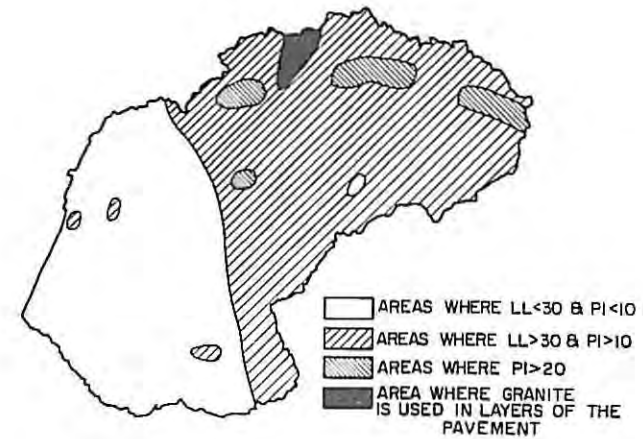 AREAS WHERE LL<30 & PI<10
AREAS WHERE LL>30 & PI>10
AREAS WHERE PI>20
AREA WHERE GRANITE
IS USED IN LAYERS OF THE
PAVEMENT